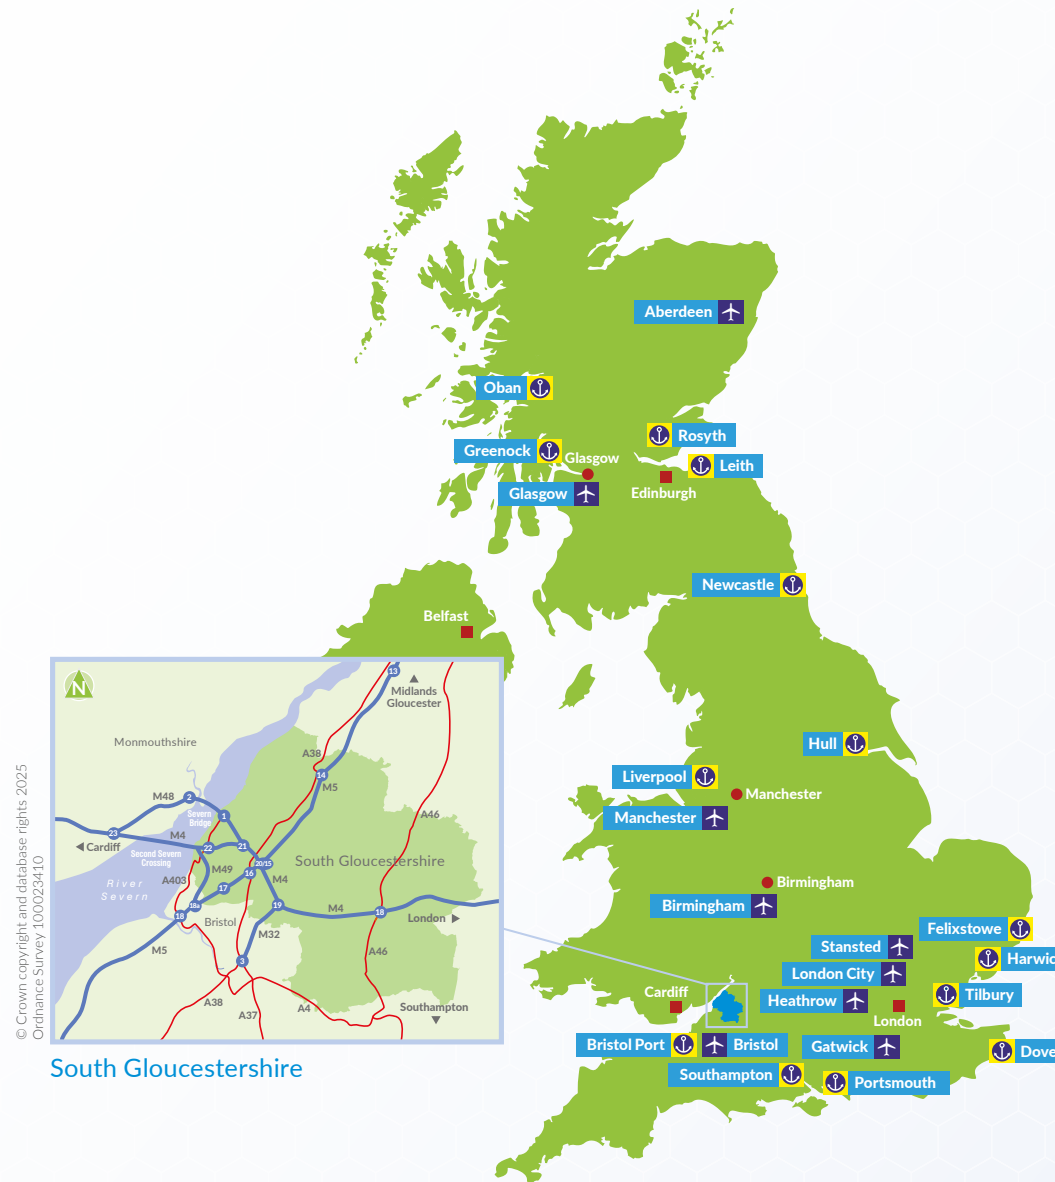 Aberdeen
Oban
Rosyth
Greenock
Glasgow
Leith
Glasgow
Edinburgh
Newcastle
Belfast
Hull
Liverpool
Manchester
Manchester
Birmingham
Birmingham
Felixstowe
Stansted
Harwic
London City
Cardiff
Heathrow
Tilbury
London
Bristol Port
Bristol
Gatwick
Dove
Southampton
Portsmouth
N
13
Midlands
Gloucester
Monmouthshire
A38
14
M5
M48
2
Severn
Bridge
1
A46
23
M4
Cardiff
22
21
Second Severn
Crossing
M49
20/15
South Gloucestershire
16
A403
17
M4
River
Severn
18a
19
M4
18
18
Bristol
London
M32
M5
3
A46
A38
A37
A4
Southampton
© Crown copyright and database rights 2025
Ordnance Survey 100023410
South Gloucestershire